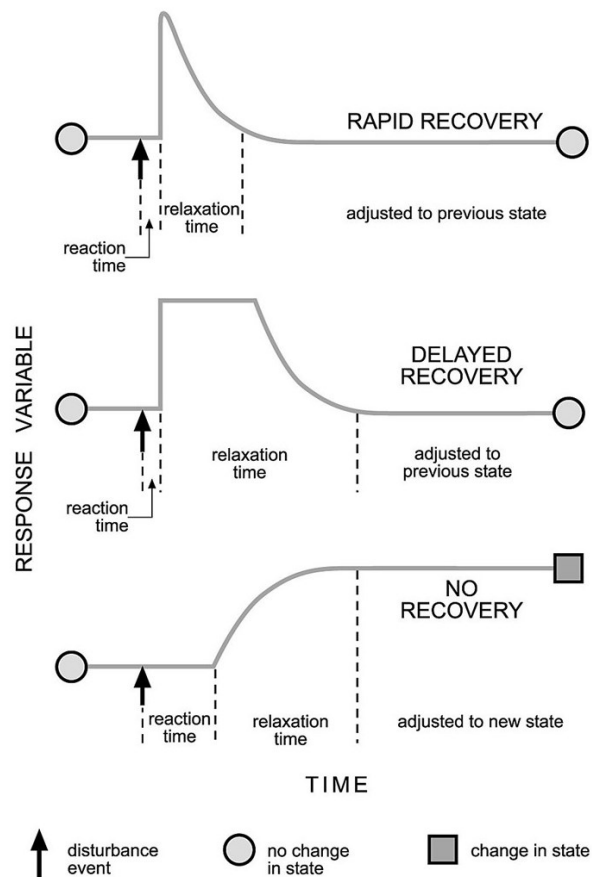 RAPID RECOVERY
relaxation
time
adjusted to previous state
reaction
time
RESPONSE VARIABLE
DELAYED
RECOVERY
relaxation
time
adjusted to
previous state
reaction
time
NO
RECOVERY
reaction
time
relaxation
time
adjusted to new state
TIME
disturbance
event
no change
in state
change in state